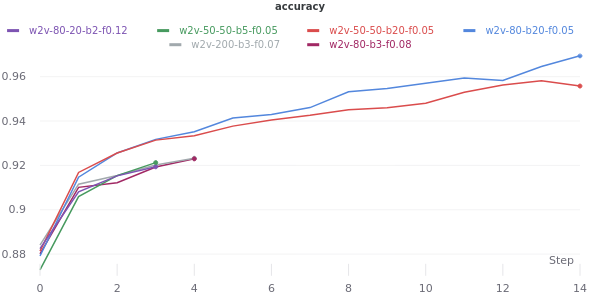 accuracy
w2v-80-20-b2-f0.12 w2v-50-50-b5-f0.05 w2v-50-50-b20-f0.05 w2v-80-b20-f0.05
w2v-200-b3-f0.07 w2v-80-b3-f0.08
0.96
0.94
0.92
0.9
0.88
Step
0 2 4 6 8 10 12 14